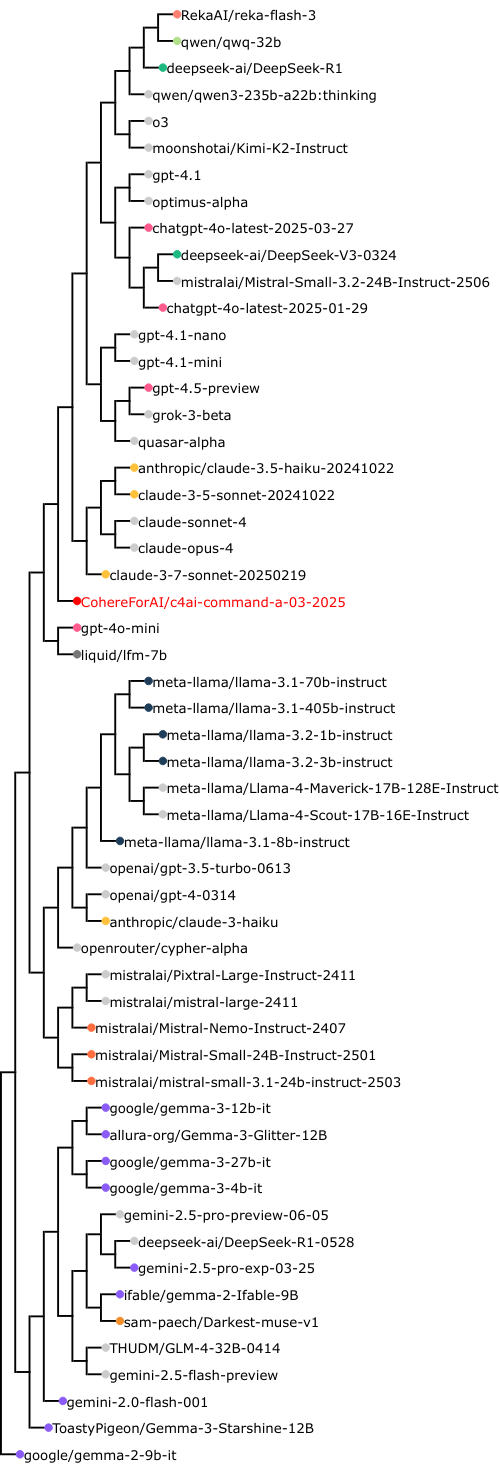 RekaAI/reka-flash-3
qwen/qwq-32b
deepseek-ai/DeepSeek-R1
qwen/qwen3-235b-a22b:thinking
o3
moonshotai/Kimi-K2-Instruct
gpt-4.1
optimus-alpha
chatgpt-4o-latest-2025-03-27
deepseek-ai/DeepSeek-V3-0324
mistralai/Mistral-Small-3.2-24B-Instruct-2506
chatgpt-4o-latest-2025-01-29
gpt-4.1-nano
gpt-4.1-mini
gpt-4.5-preview
grok-3-beta
quasar-alpha
anthropic/claude-3.5-haiku-20241022
claude-3-5-sonnet-20241022
claude-sonnet-4
claude-opus-4
claude-3-7-sonnet-20250219
CohereForAI/c4ai-command-a-03-2025
gpt-4o-mini
liquid/lfm-7b
meta-llama/llama-3.1-70b-instruct
meta-llama/llama-3.1-405b-instruct
meta-llama/llama-3.2-1b-instruct
meta-llama/llama-3.2-3b-instruct
meta-llama/Llama-4-Maverick-17B-128E-Instruct
meta-llama/Llama-4-Scout-17B-16E-Instruct
meta-llama/llama-3.1-8b-instruct
openai/gpt-3.5-turbo-0613
openai/gpt-4-0314
anthropic/claude-3-haiku
openrouter/cypher-alpha
mistralai/Pixtral-Large-Instruct-2411
mistralai/mistral-large-2411
mistralai/Mistral-Nemo-Instruct-2407
mistralai/Mistral-Small-24B-Instruct-2501
mistralai/mistral-small-3.1-24b-instruct-2503
google/gemma-3-12b-it
allura-org/Gemma-3-Glitter-12B
google/gemma-3-27b-it
google/gemma-3-4b-it
gemini-2.5-pro-preview-06-05
deepseek-ai/DeepSeek-R1-0528
gemini-2.5-pro-exp-03-25
ifable/gemma-2-Ifable-9B
sam-paech/Darkest-muse-v1
THUDM/GLM-4-32B-0414
gemini-2.5-flash-preview
gemini-2.0-flash-001
ToastyPigeon/Gemma-3-Starshine-12B
google/gemma-2-9b-it